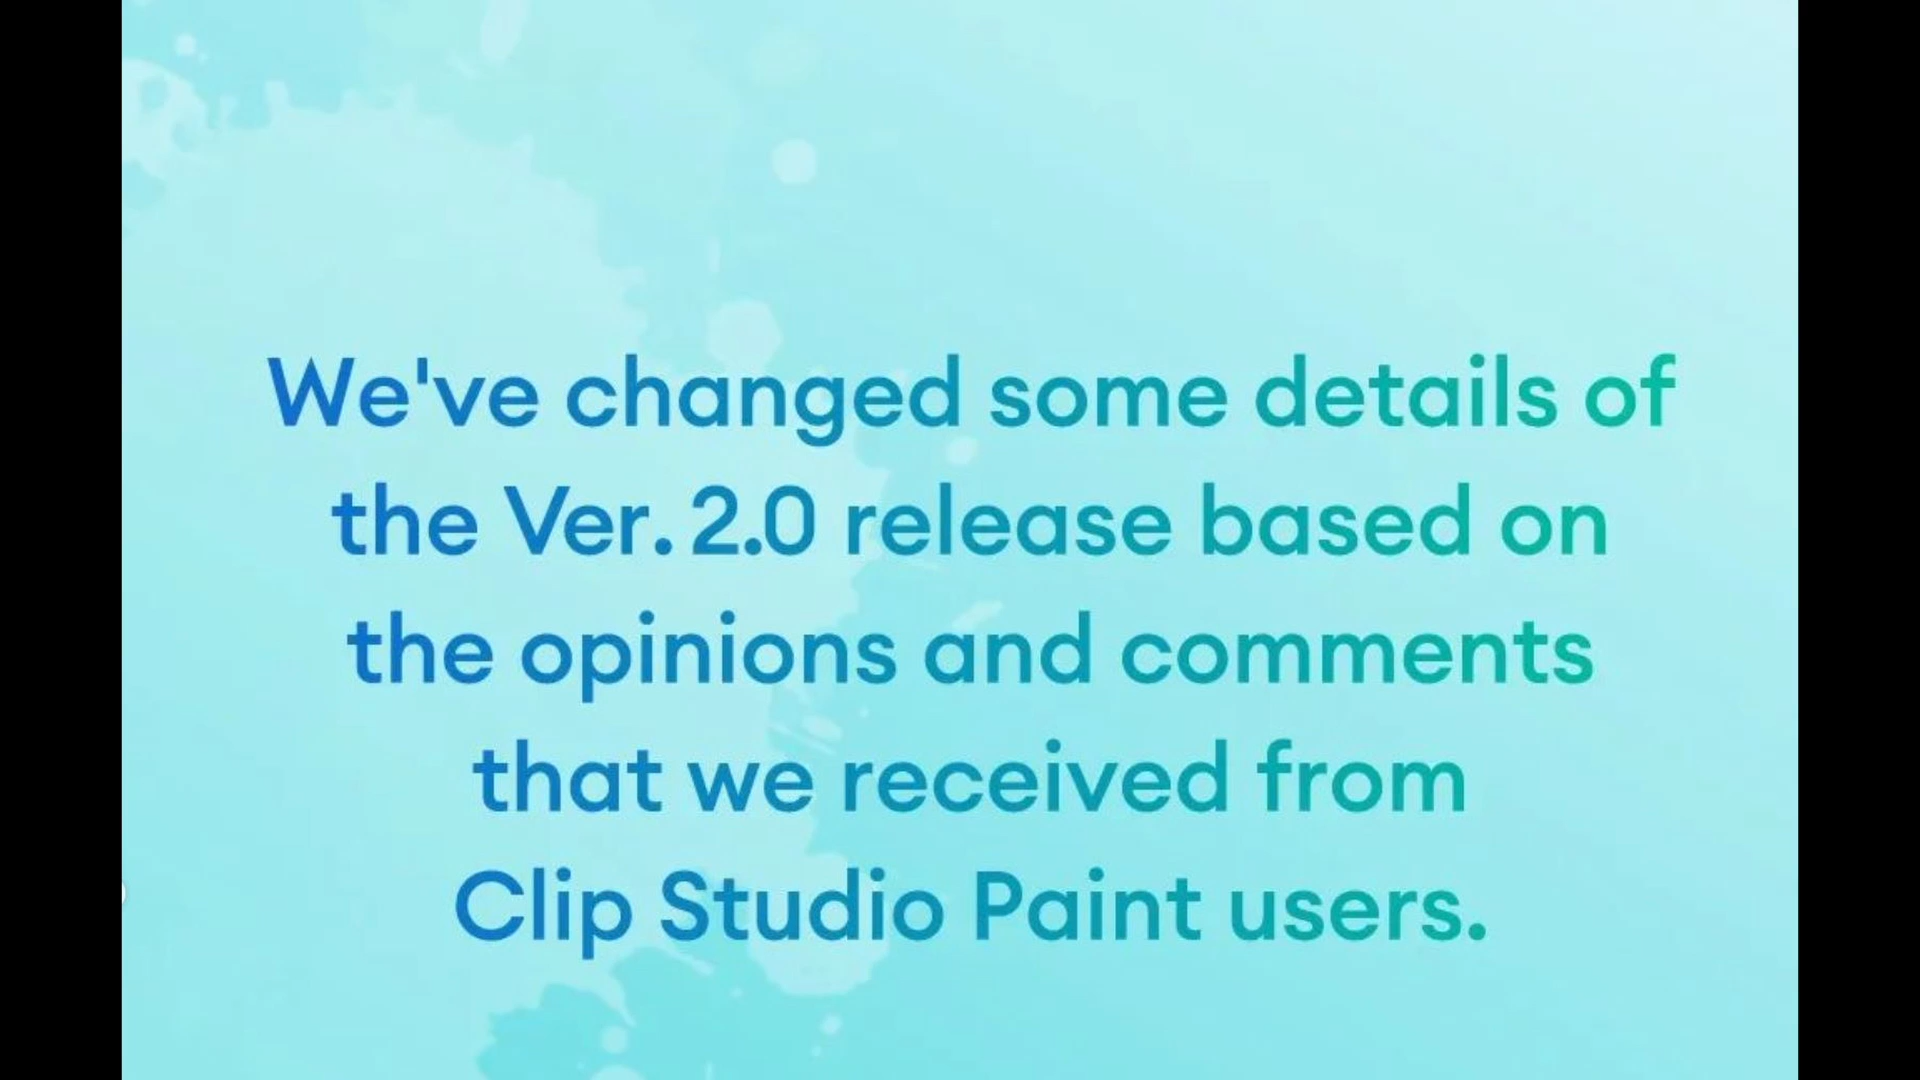 We've changed some details of
the Ver. 2.0 release based on
the opinions and comments
that we received from
Clip Studio Paint users.